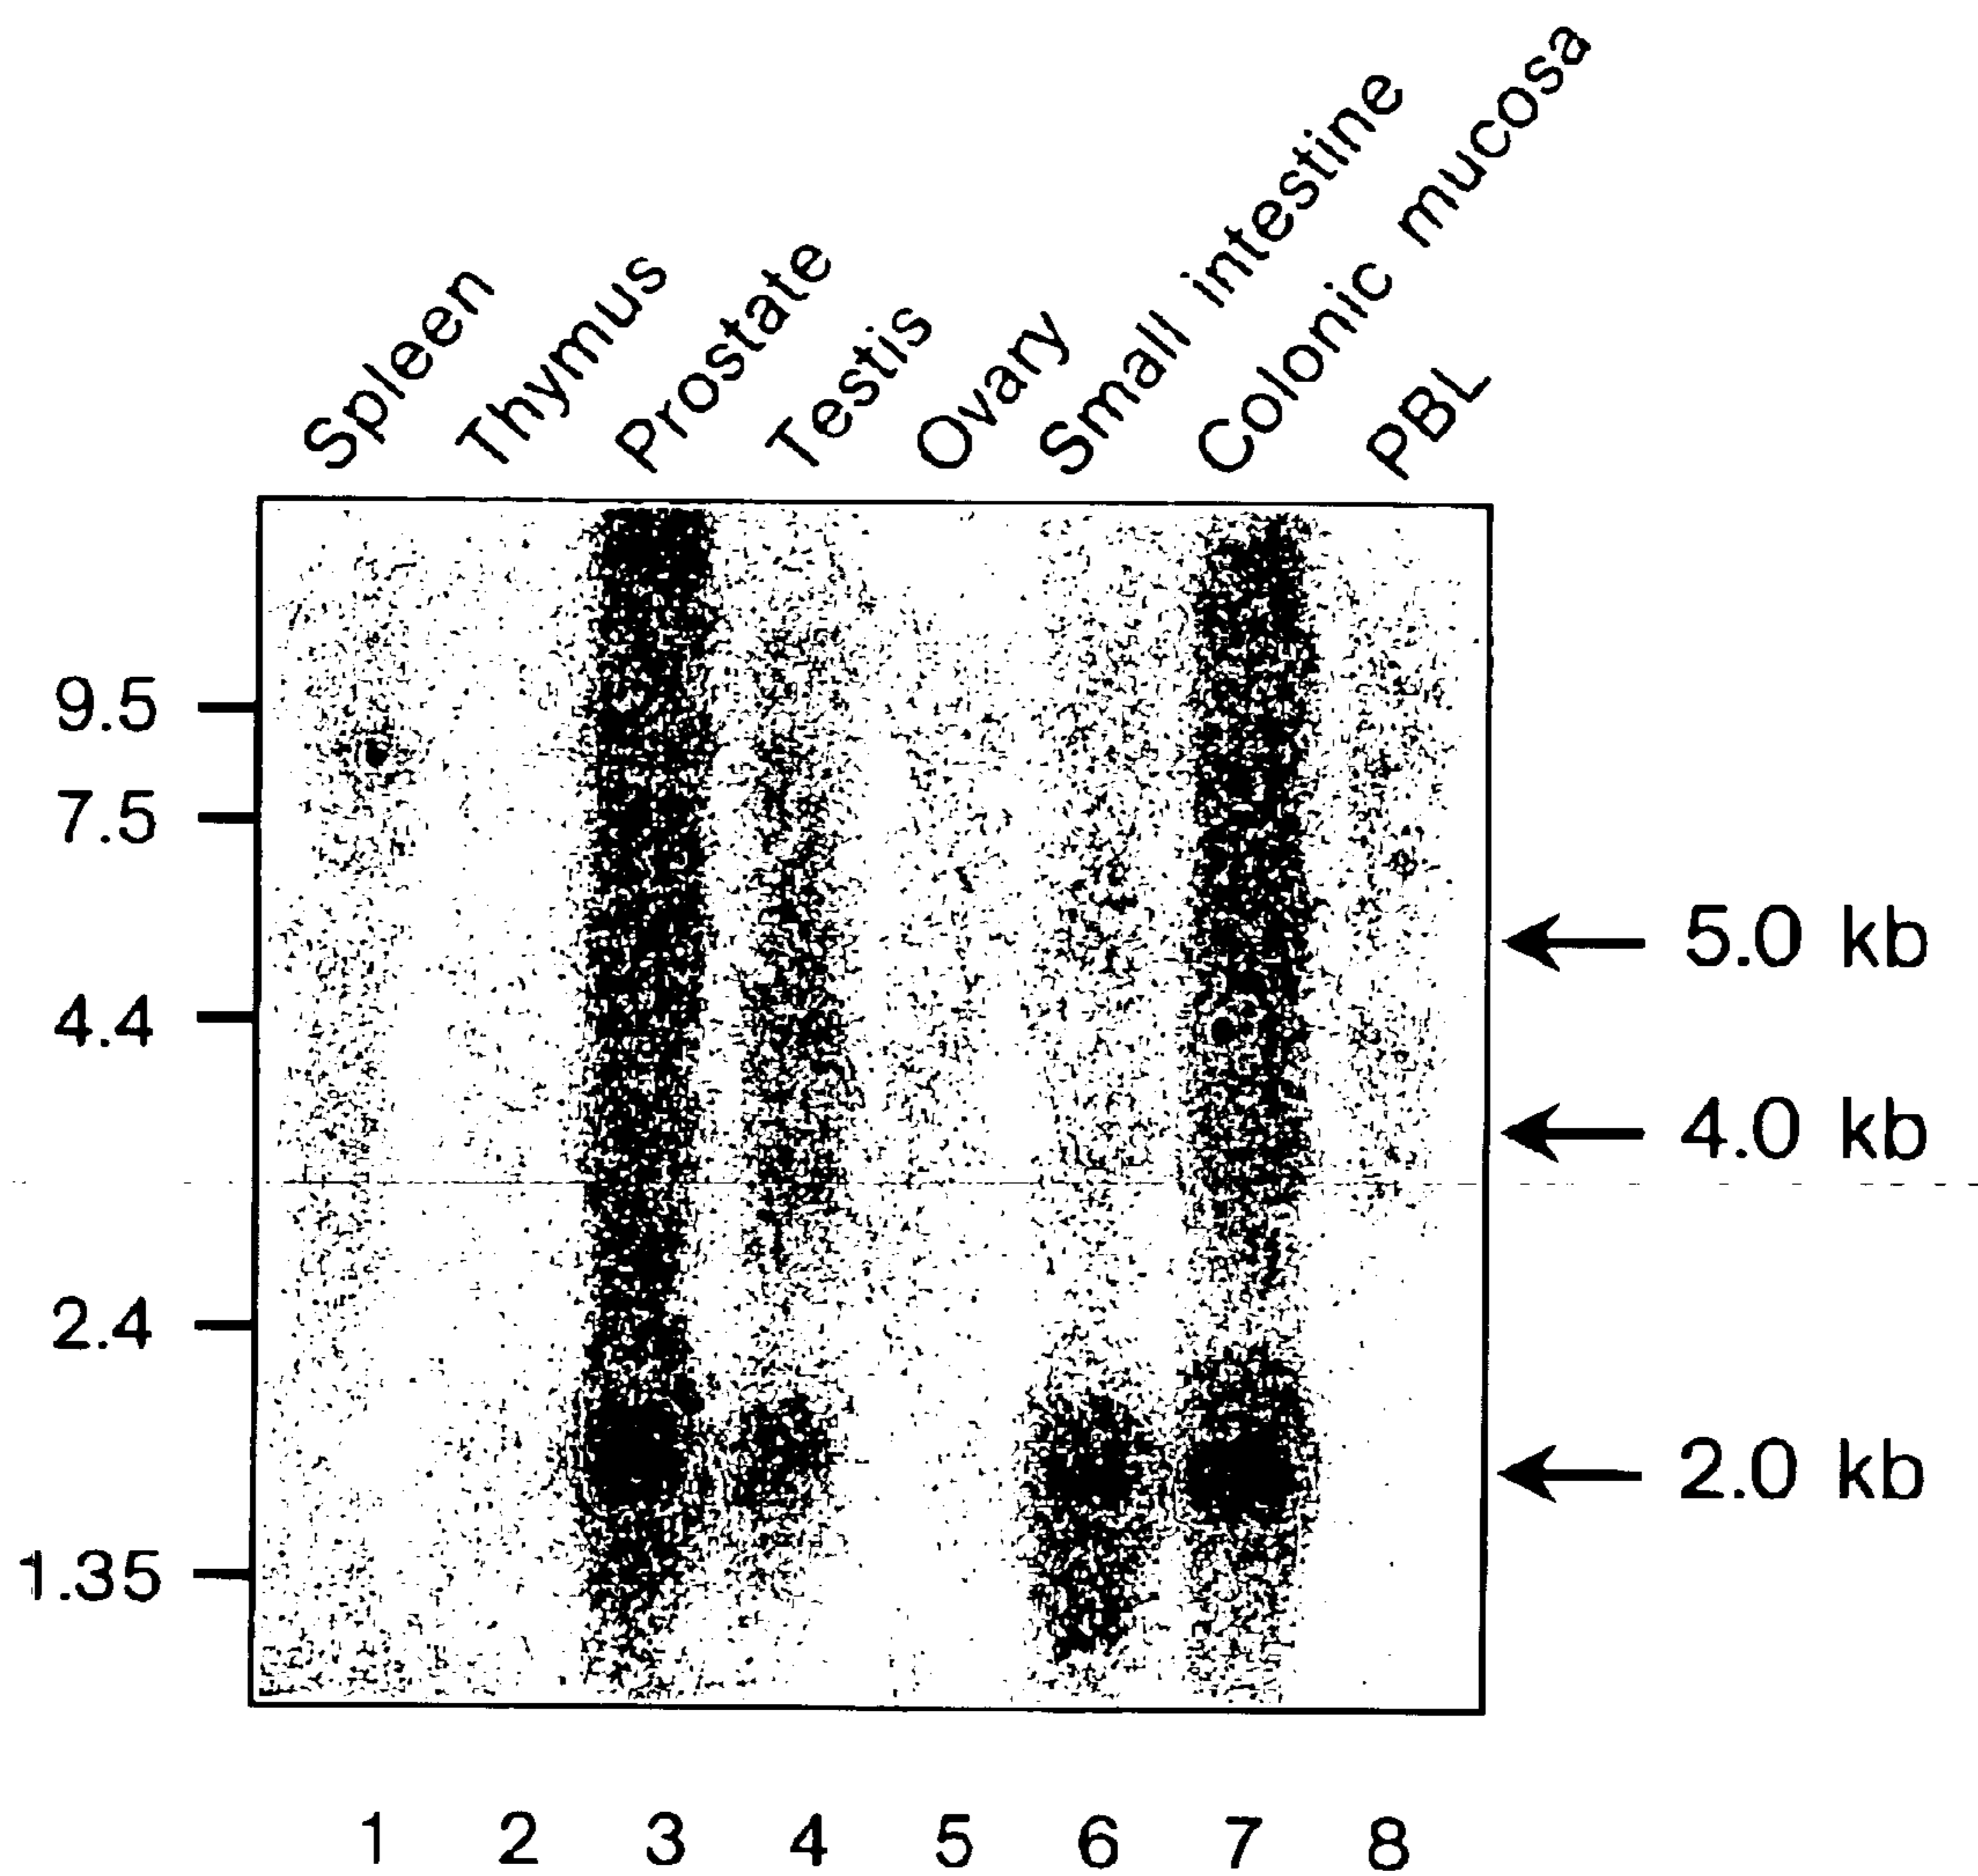 Spleen
Thymus
Prostate
Testis
Ovary
Small intestine
Colonic mucosa
PBL
9.5
7.5
4.4
2.4
1.35
5.0 kb
4.0 kb
2.0 kb
1 2 3 4 5 6 7 8